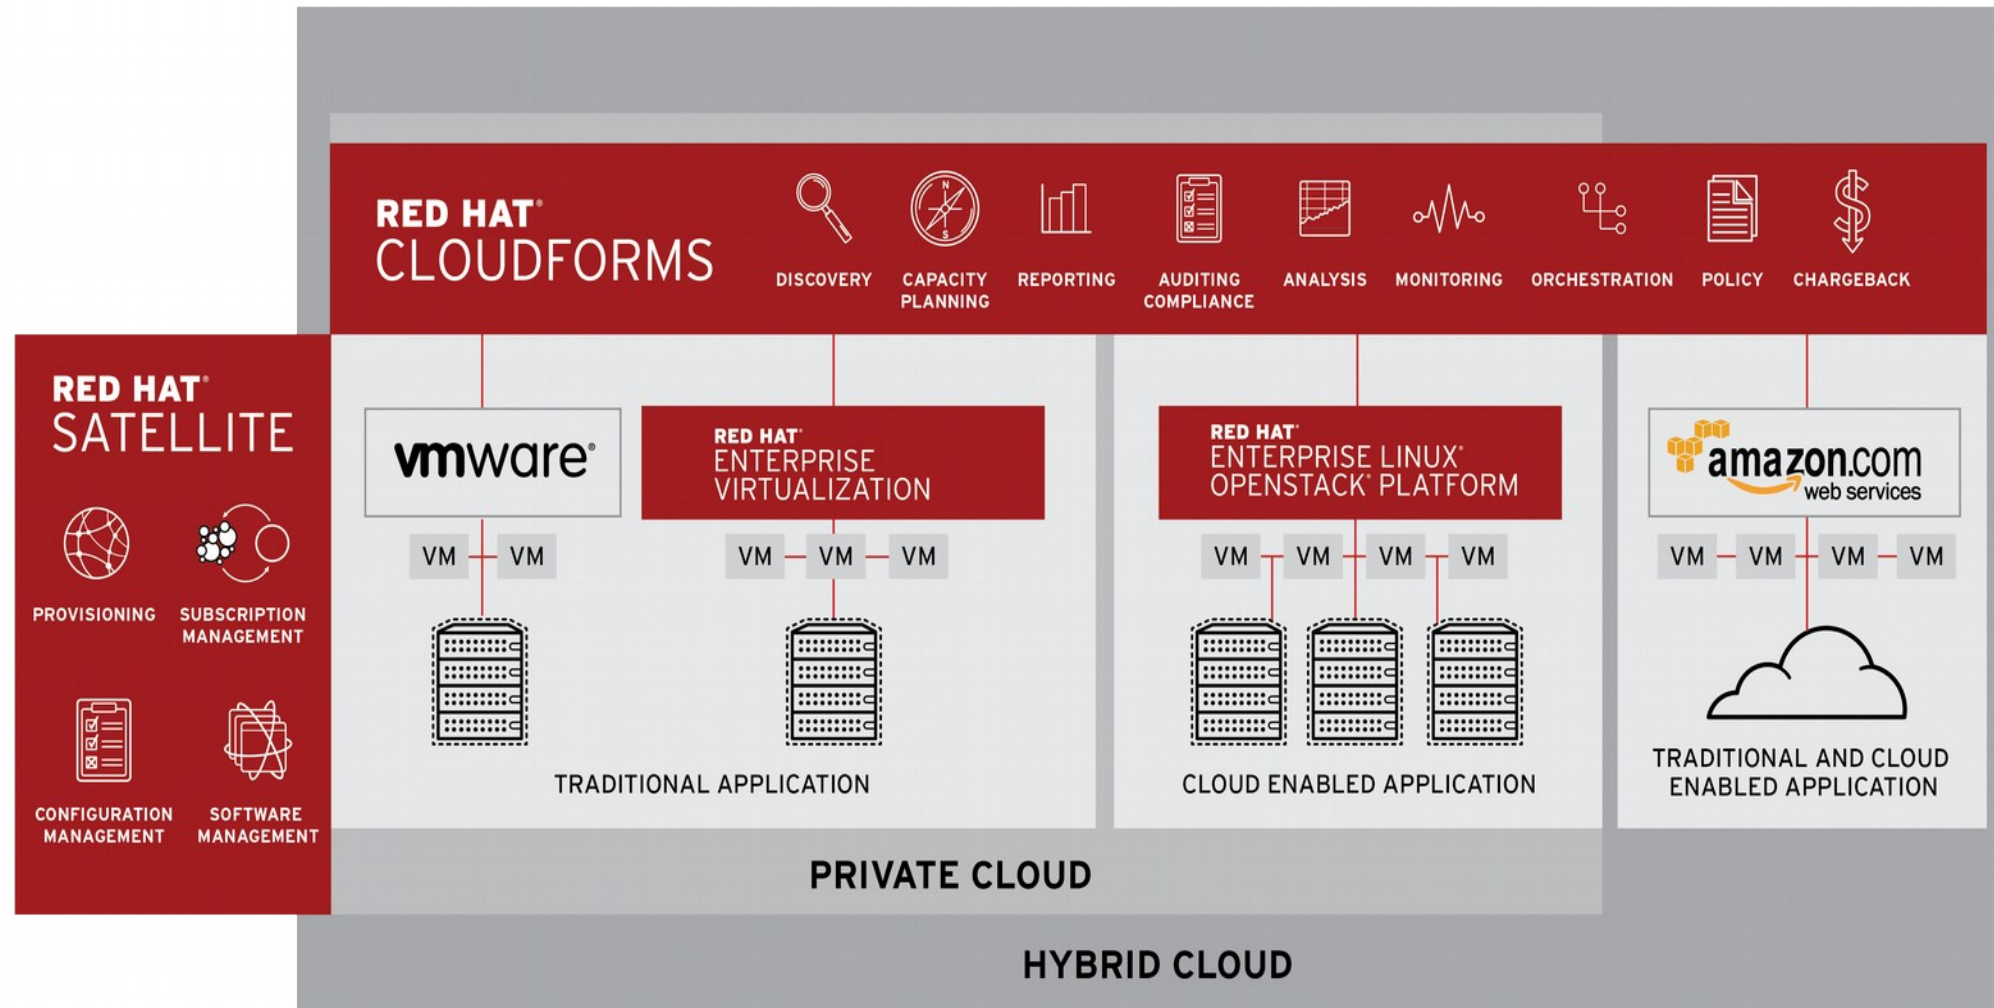 RED HAT®
CLOUDFORMS
DISCOVERY
CAPACITY
PLANNING
REPORTING
AUDITING
COMPLIANCE
ANALYSIS
MONITORING
ORCHESTRATION
POLICY
CHARGEBACK
N
S
RED HAT®
SATELLITE
PROVISIONING
SUBSCRIPTION
MANAGEMENT
CONFIGURATION
MANAGEMENT
SOFTWARE
MANAGEMENT
vmware®
VM VM
RED HAT®
ENTERPRISE
VIRTUALIZATION
VM VM VM
TRADITIONAL APPLICATION
RED HAT®
ENTERPRISE LINUX®
OPENSTACK® PLATFORM
VM VM VM VM
CLOUD ENABLED APPLICATION
amazon.com
web services
VM VM VM VM
TRADITIONAL AND CLOUD
ENABLED APPLICATION
PRIVATE CLOUD
HYBRID CLOUD